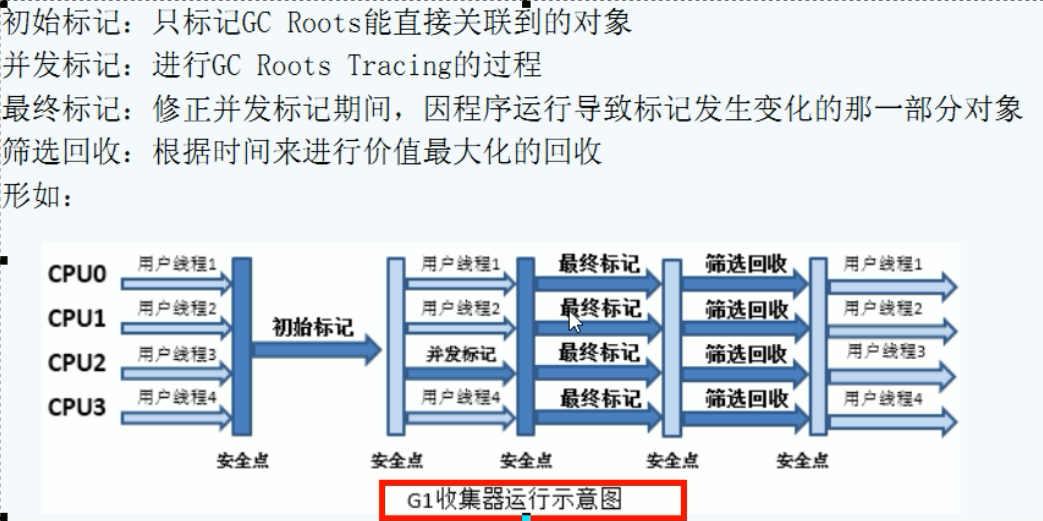 初始标记：只标记GC Roots能直接关联到的对象
并发标记：进行GC Roots Tracing的过程
最终标记：修正并发标记期间，因程序运行导致标记发生变化的那一部分对象
筛选回收：根据时间来进行价值最大化的回收
形如：
CPU0 用户线程1 用户线程1 最终标记 筛选回收 用户线程1
CPU1 用户线程2 初始标记 用户线程2 最终标记 筛选回收 用户线程2
CPU2 用户线程3 并发标记 最终标记 筛选回收 用户线程3
CPU3 用户线程4 用户线程4 最终标记 筛选回收 用户线程4
安全点 安全点 安全点 安全点 安全点
G1收集器运行示意图